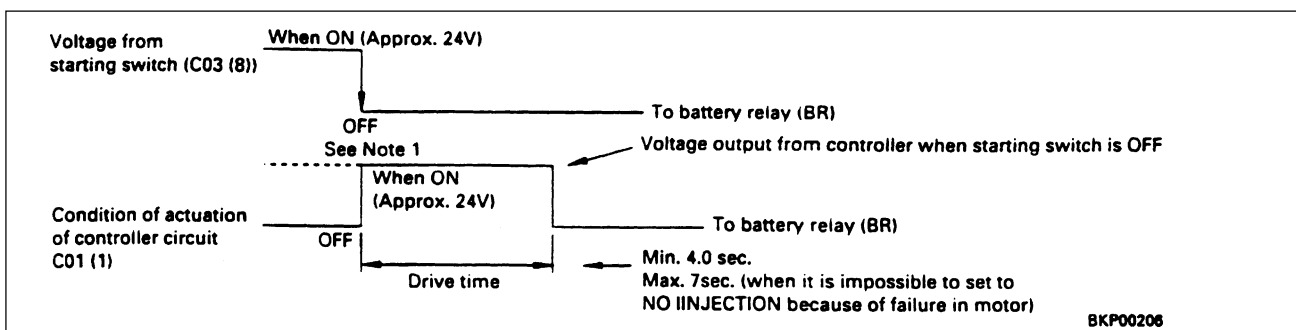 Voltage from
starting switch (C03 (8))
When ON (Approx. 24V)
OFF
To battery relay (BR)
See Note 1
Voltage output from controller when starting switch is OFF
When ON
(Approx. 24V)
Condition of actuation
of controller circuit
C01 (1)
OFF
To battery relay (BR)
Drive time
Min. 4.0 sec.
Max. 7sec. (when it is impossible to set to
NO IINJECTION because of failure in motor)
BKP00206